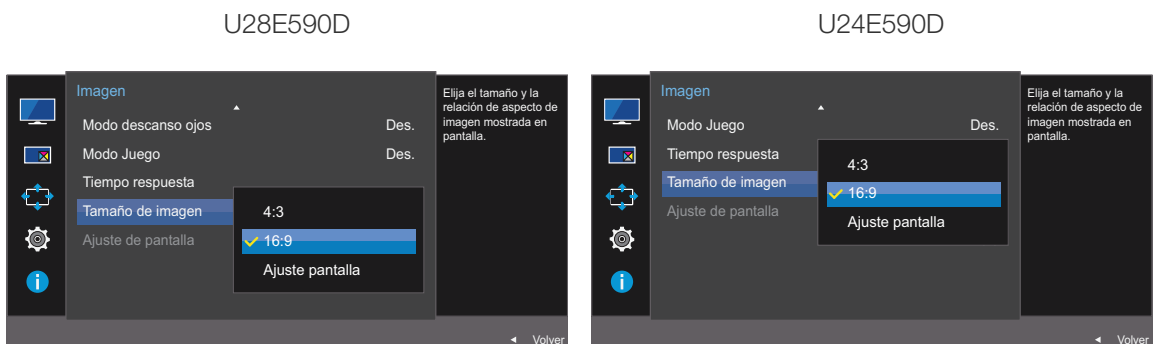 U28E590D
Imagen
Modo descanso ojos Des.
Modo Juego Des.
Tiempo respuesta
Tamaño de imagen
Ajuste de pantalla
4:3
16:9
Ajuste pantalla
Elija el tamaño y la
relación de aspecto de
imagen mostrada en
pantalla.
Volver
U24E590D
Imagen
Modo Juego Des.
Tiempo respuesta
Tamaño de imagen
Ajuste de pantalla
4:3
16:9
Ajuste pantalla
Elija el tamaño y la
relación de aspecto de
imagen mostrada en
pantalla.
Volver